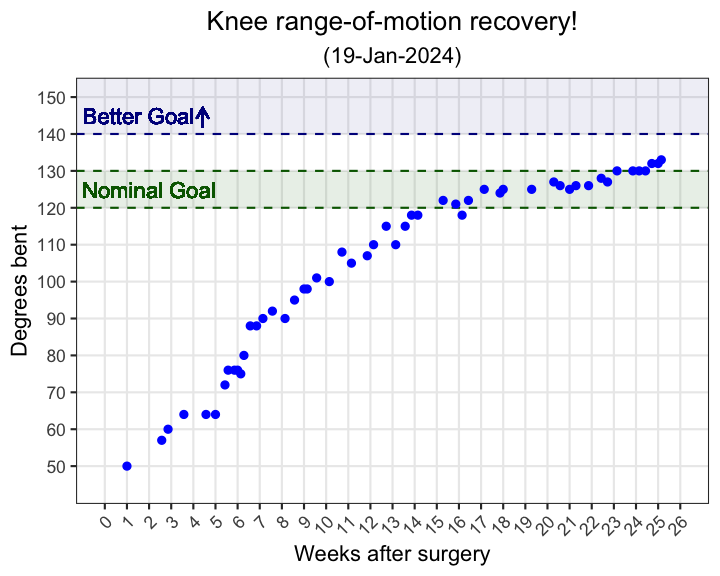 Knee range-of-motion recovery!
(19-Jan-2024)
Degrees bent
150
140
130
120
110
100
90
80
70
60
50
Better Goal↑
Nominal Goal
0 1 2 3 4 5 6 7 8 9 10 11 12 13 14 15 16 17 18 19 20 21 22 23 24 25 26
Weeks after surgery